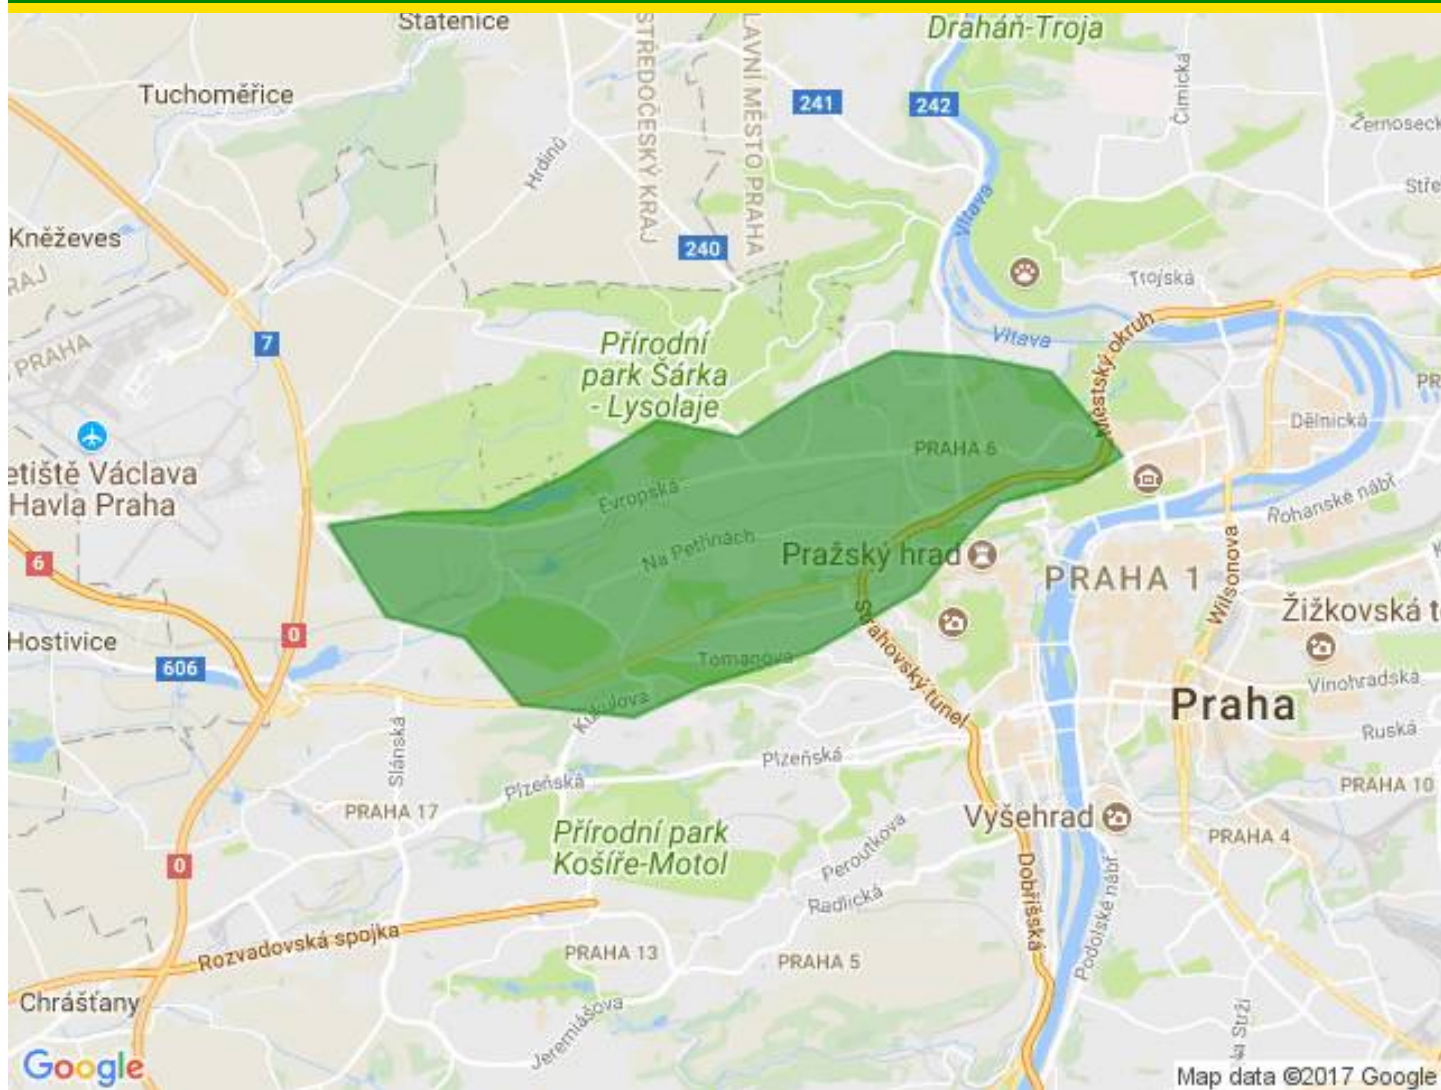 Statenice
Draháň-Troja
Tuchoměřice
STŘEDOČESKÝ KRAJ
HLAVNÍ MĚSTO PRAHA
241
242
Čimická
Hrdinů
Kněževes
RAJ
Vltava
240
Trojská
PRAHA
7
Přírodní
park Šárka
- Lysolaje
Vltava
Městský okruh
PR
Dělnická
PRAHA 6
etiště Václava
Havla Praha
Evropská
Rohanské nábř
6
Na Petřinách
Pražský hrad
PRAHA 1
Wilsonova
Žižkovská t
Hostivice
0
606
Strahovský tunel
Tomanova
Kukulova
Praha
Vinohradská
Ruská
Slánská
Plzeňská
Plzeňská
PRAHA 10
PRAHA 17
Vyšehrad
PRAHA 4
Přírodní park
Košíře-Motol
Peroutkova
Radlická
Dobříšská
Podolské nábř.
0
Rozvadovská spojka
PRAHA 13
PRAHA 5
Chrášťany
Jeremiášova
Google
Map data ©2017 Google